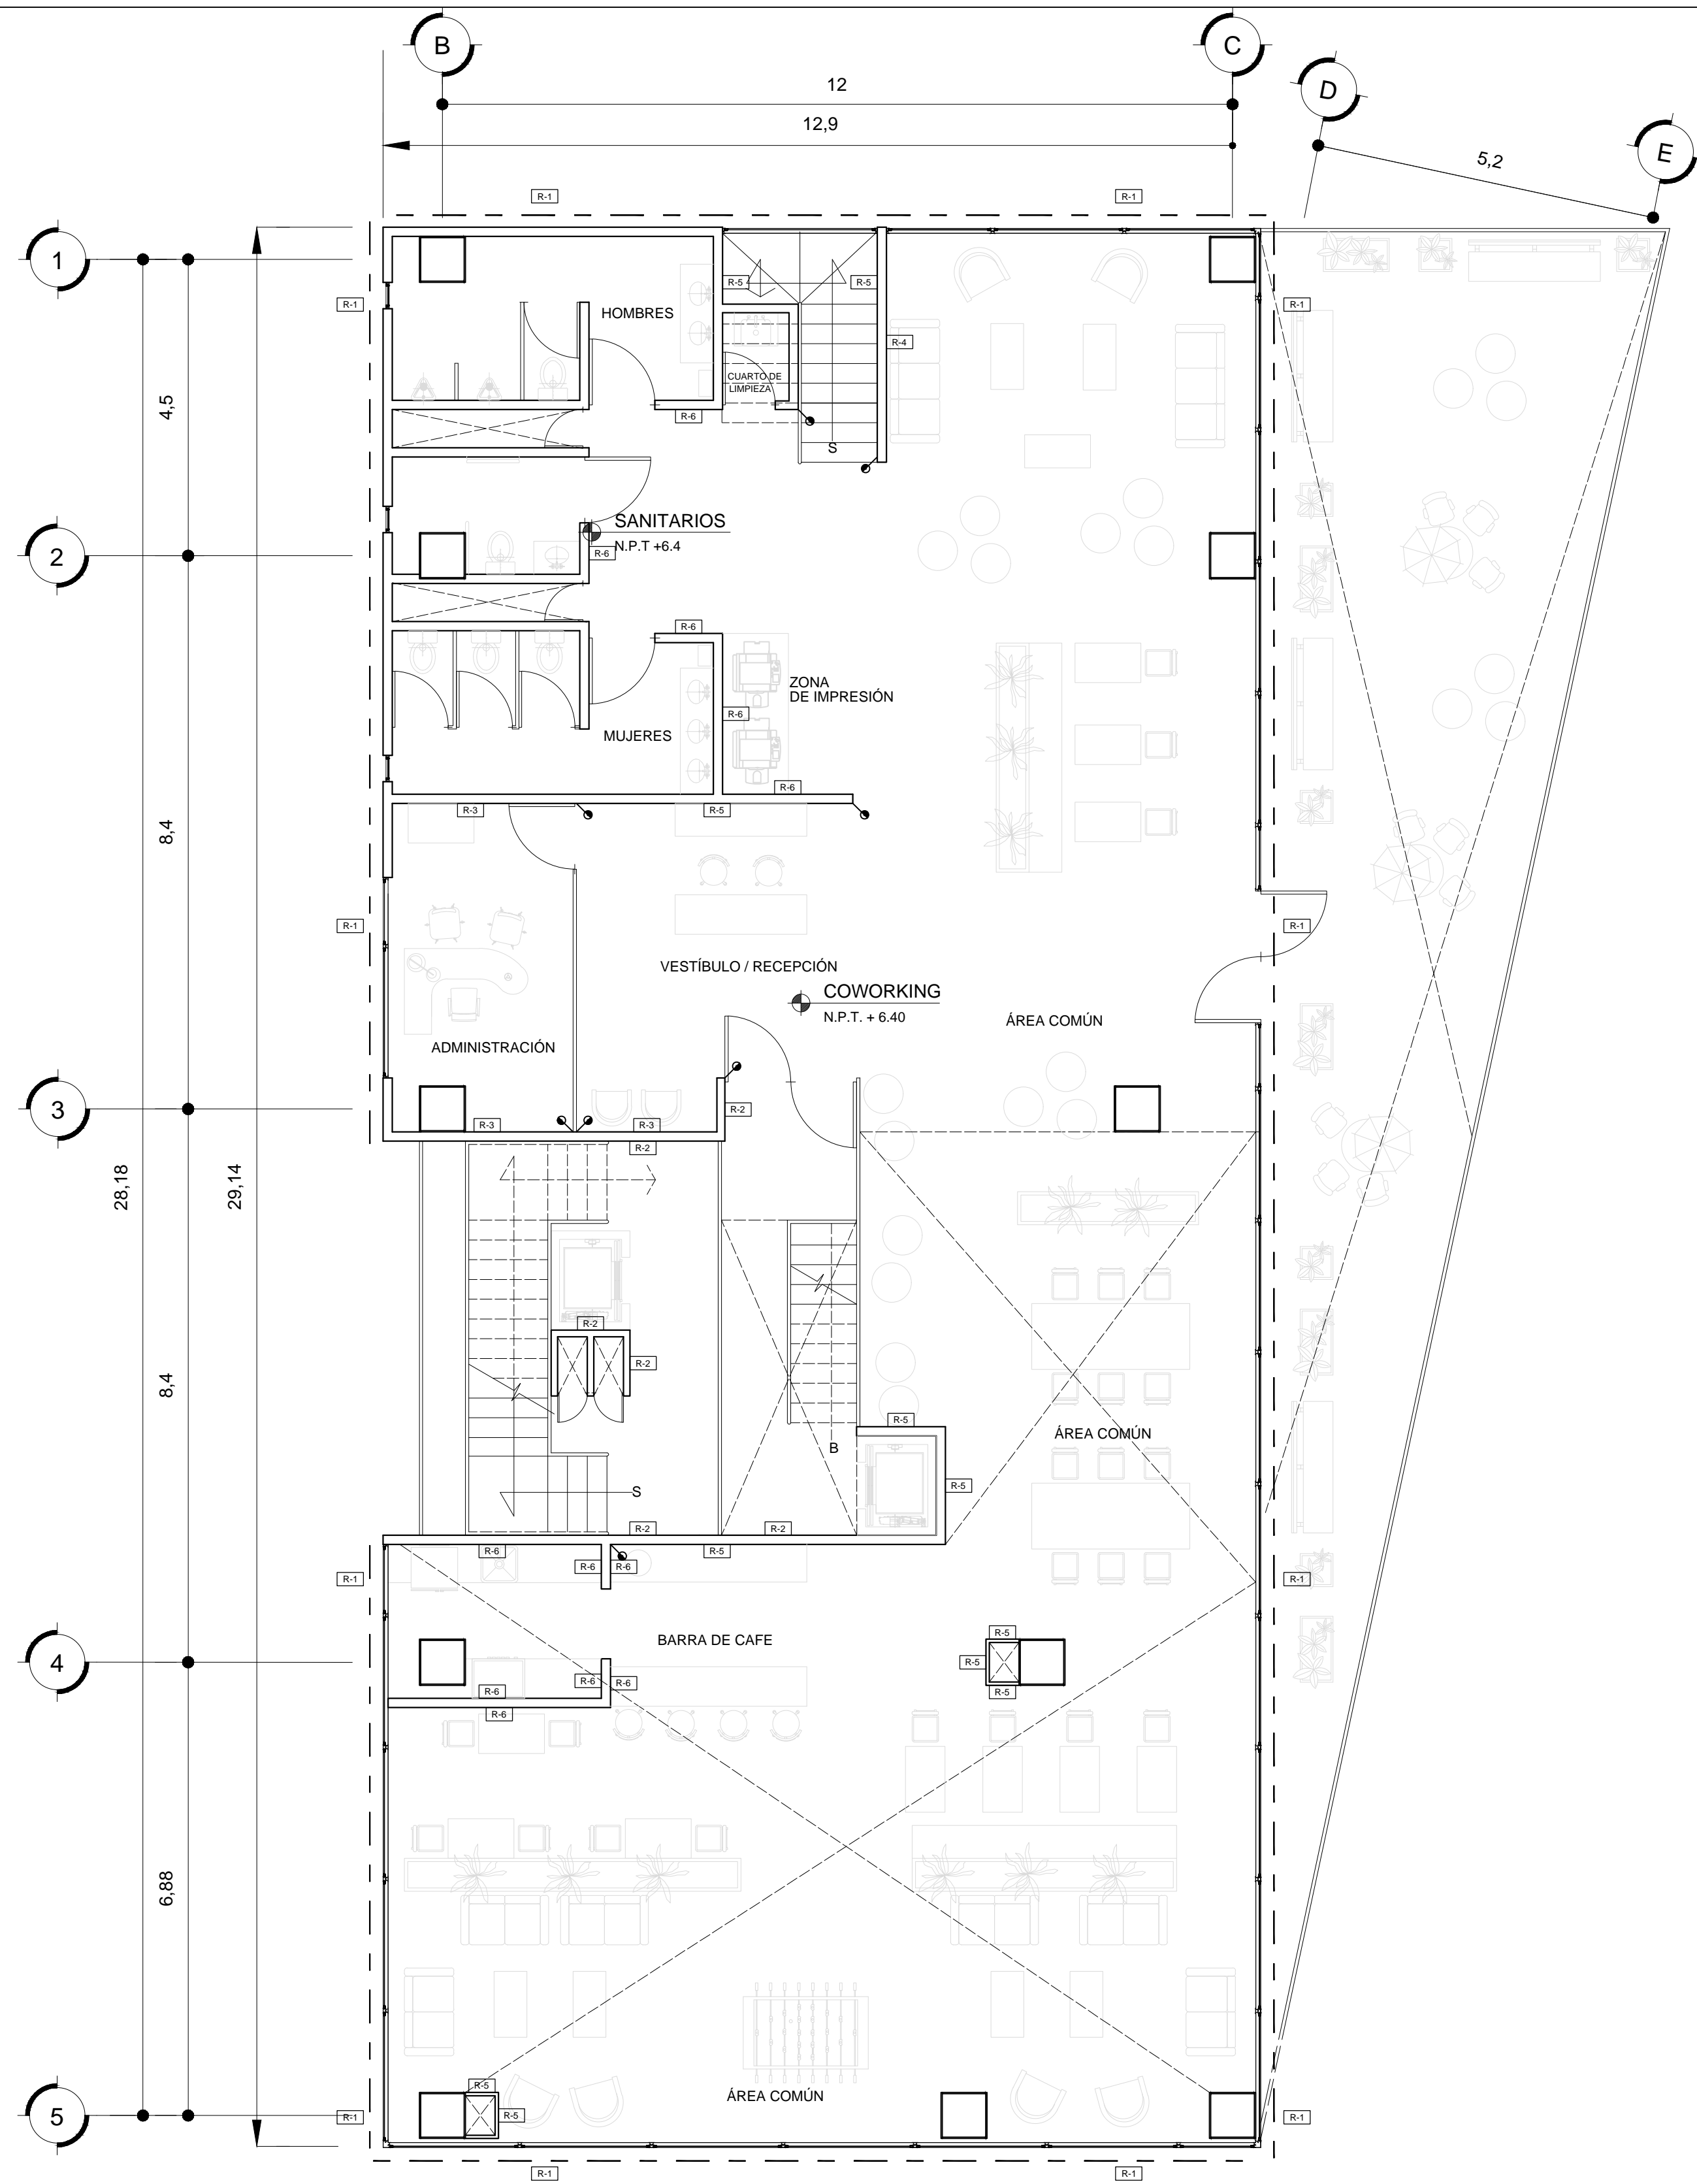 B
C
D
E
12
12,9
5,2
R-1
R-1
1
R-5
R-5
R-1
R-1
HOMBRES
R-4
CUARTO DE
LIMPIEZA
4,5
R-6
S
SANITARIOS
N.P.T +6.4
2
R-6
R-6
ZONA
DE IMPRESIÓN
R-6
MUJERES
R-6
R-3
R-5
8,4
R-1
R-1
VESTÍBULO / RECEPCIÓN
COWORKING
N.P.T. + 6.40
ÁREA COMÚN
ADMINISTRACIÓN
3
R-2
R-3
R-3
R-2
28,18
29,14
R-2
R-2
8,4
R-5
ÁREA COMÚN
B
R-5
S
R-2
R-2
R-6
R-5
R-6
R-6
R-1
R-1
BARRA DE CAFE
R-5
4
R-5
R-6
R-6
R-6
R-5
R-6
6,88
R-5
ÁREA COMÚN
5
R-5
R-1
R-1
R-1
R-1